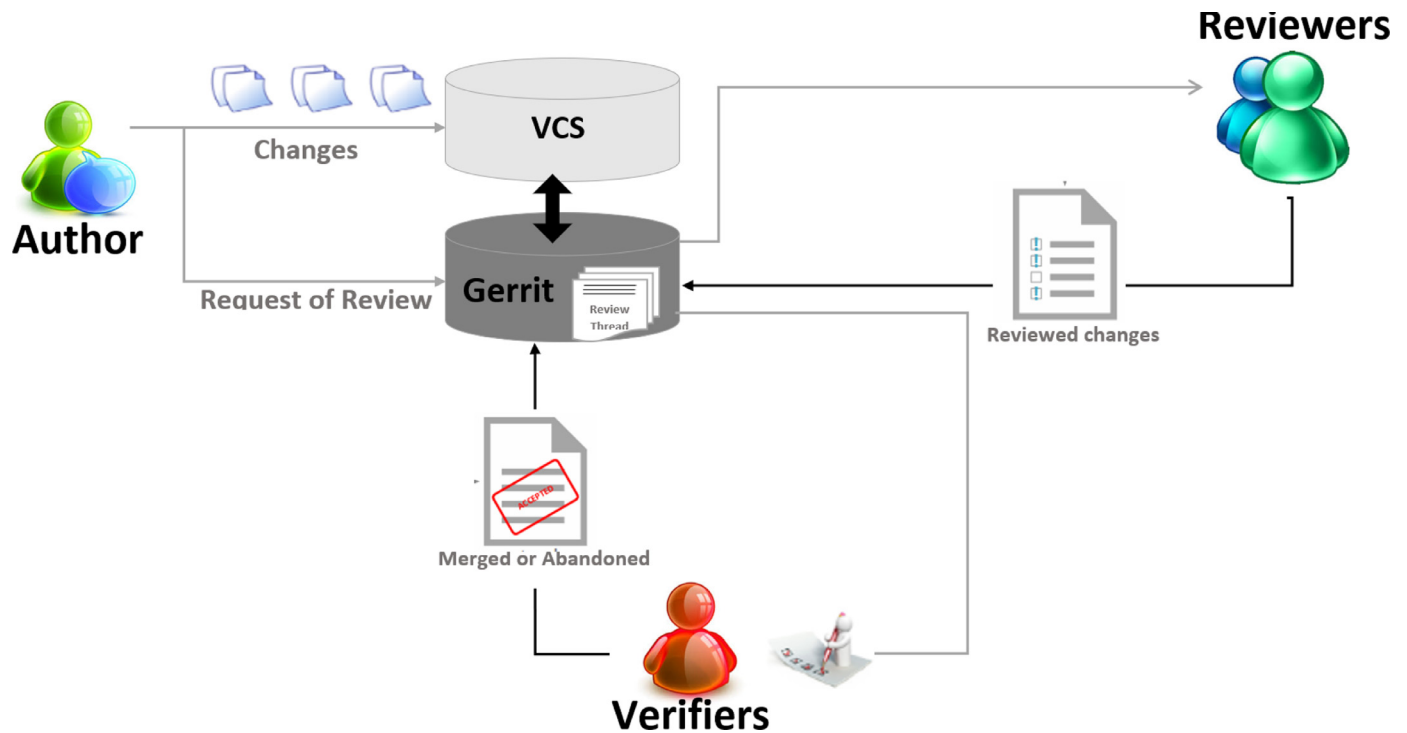 Reviewers
VCS
Changes
Author
Gerrit
Request of Review
Review
Thread
Reviewed changes
ACCEPTED
Merged or Abandoned
Verifiers